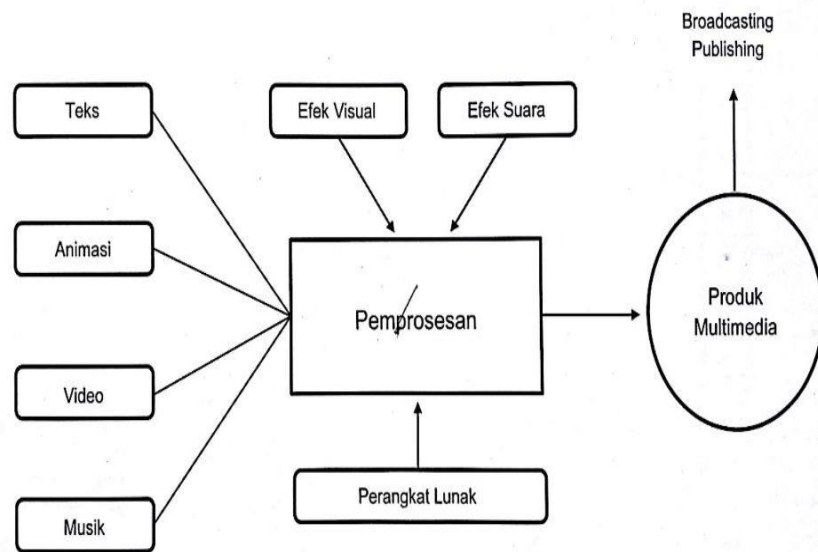 Broadcasting
Publishing
Teks
Efek Visual
Efek Suara
Animasi
Pemprosesan
Produk
Multimedia
Video
Perangkat Lunak
Musik